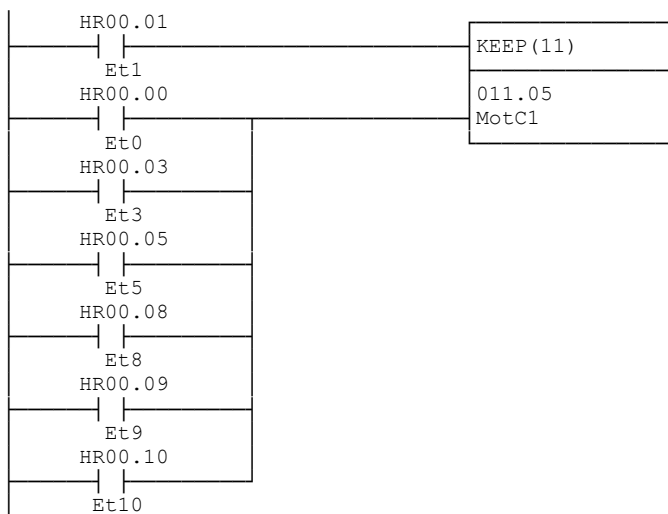 HR00.01
KEEP(11)
Et1
HR00.00
011.05
MotC1
Et0
HR00.03
Et3
HR00.05
Et5
HR00.08
Et8
HR00.09
Et9
HR00.10
Et10